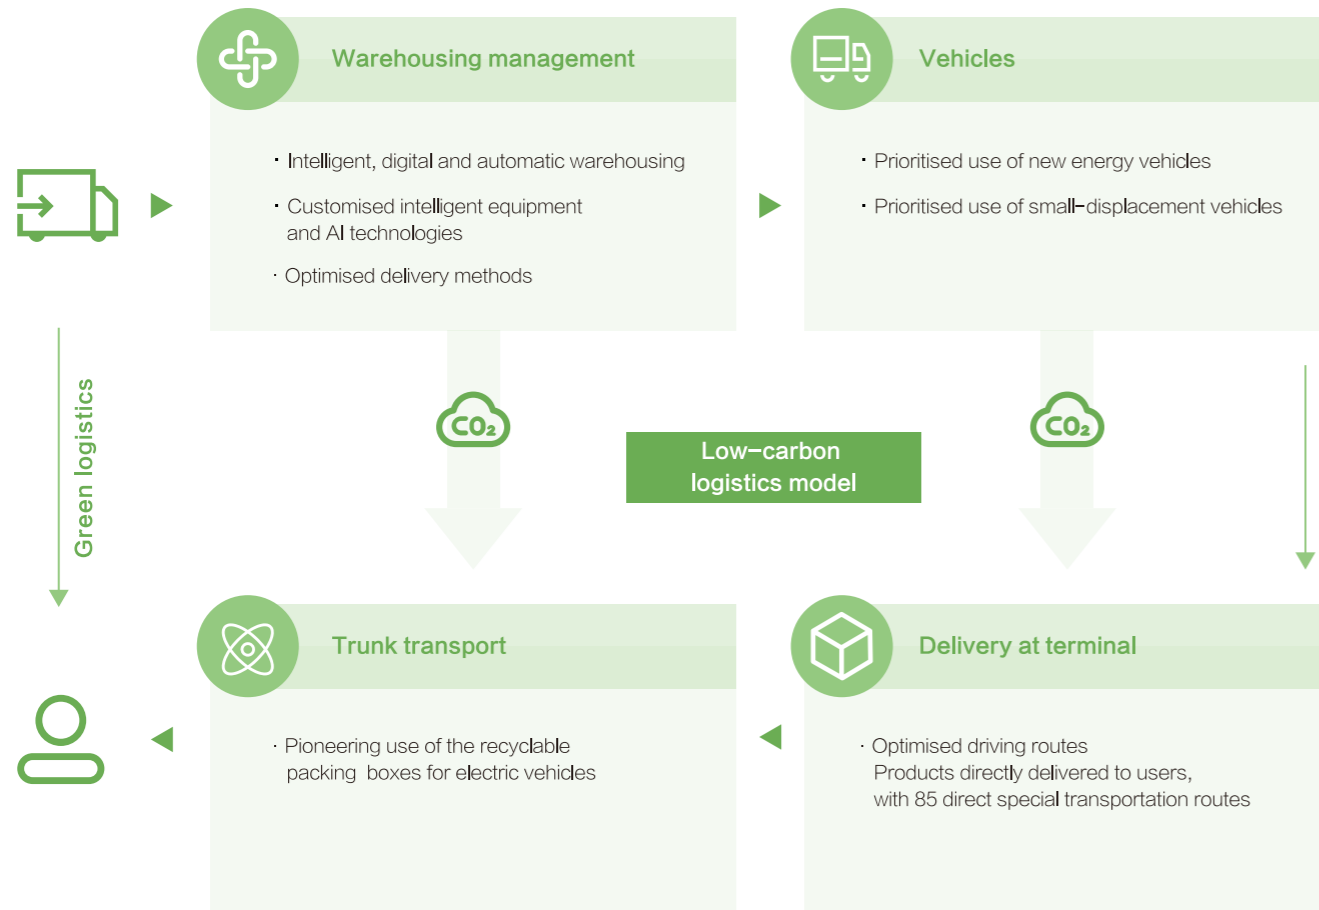 Warehousing management
· Intelligent, digital and automatic warehousing
· Customised intelligent equipment
and AI technologies
· Optimised delivery methods
Vehicles
· Prioritised use of new energy vehicles
· Prioritised use of small-displacement vehicles
Green logistics
CO₂
Low-carbon
logistics model
CO₂
Trunk transport
· Pioneering use of the recyclable
packing boxes for electric vehicles
Delivery at terminal
· Optimised driving routes
Products directly delivered to users,
with 85 direct special transportation routes